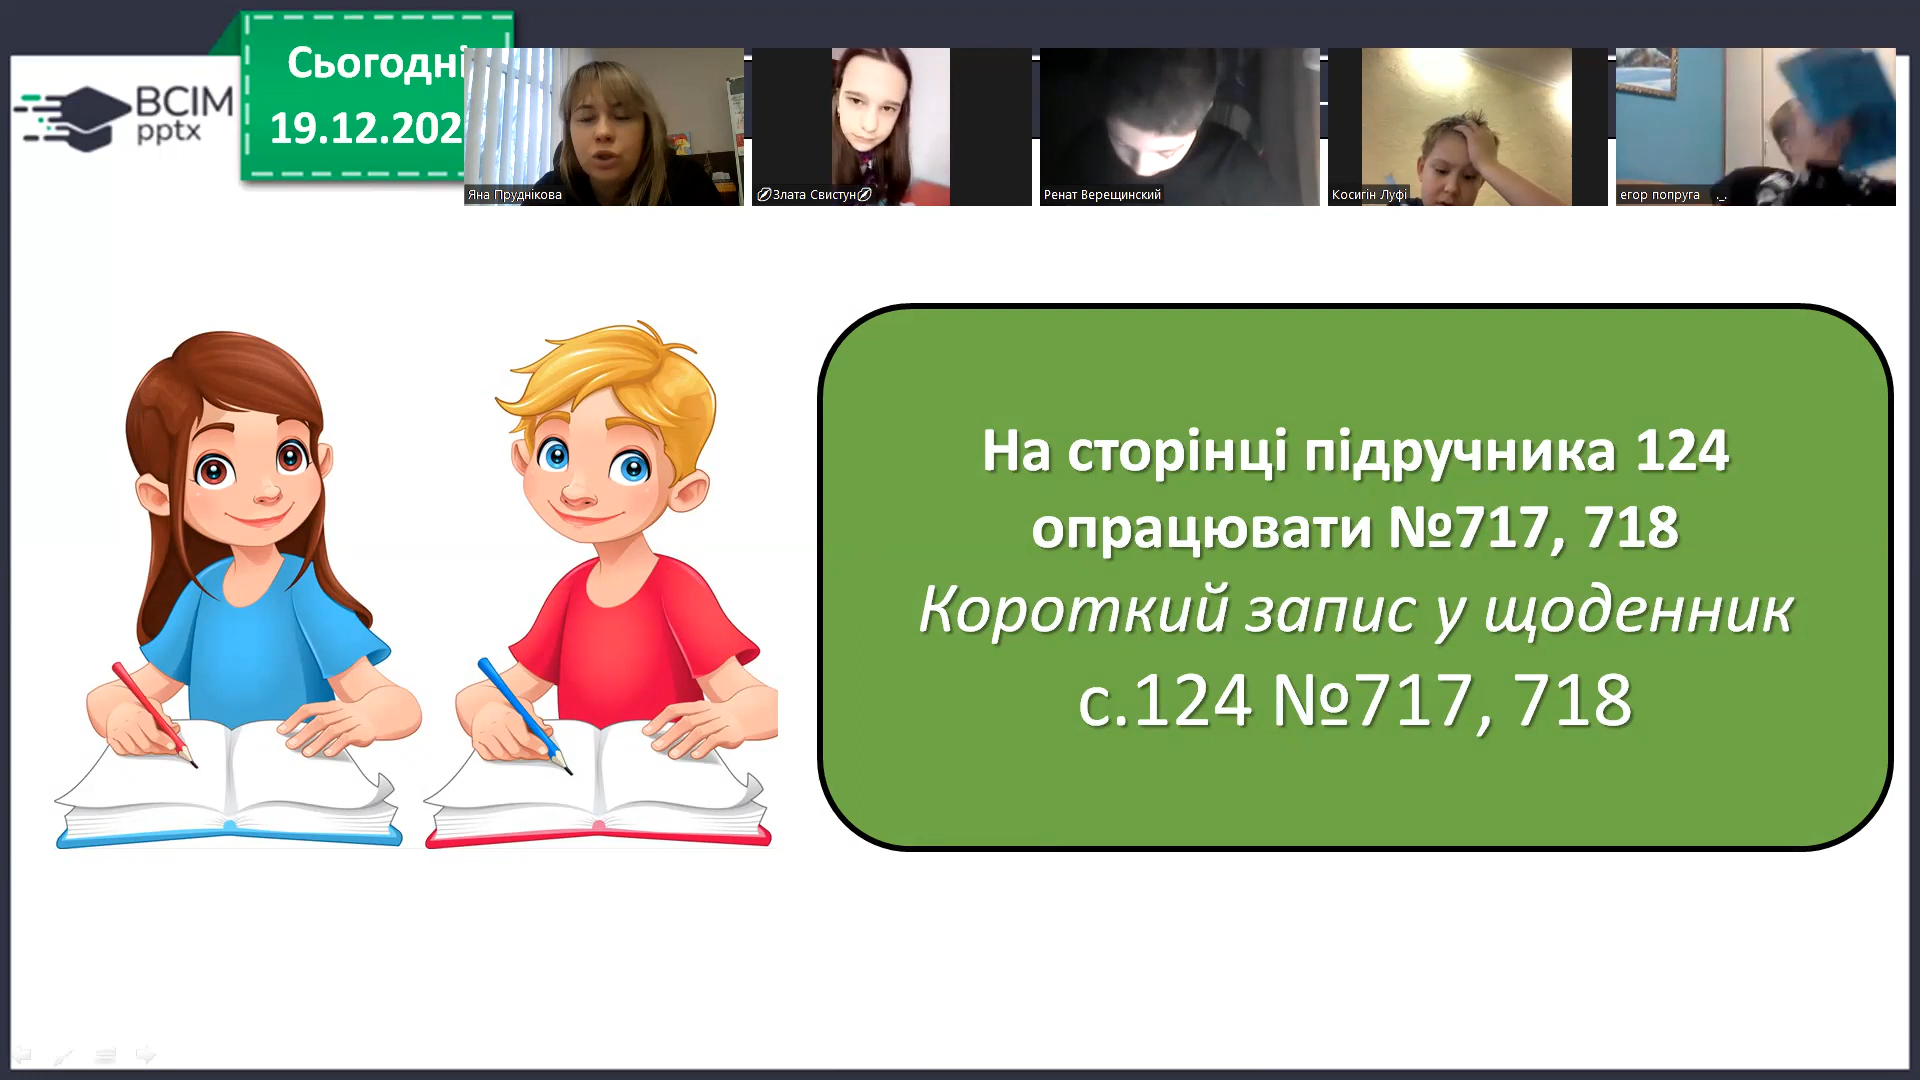 Сьогодні
19.12.202
BCIM
pptx
Яна Пруднікова
Злата Свистун
Ренат Верещинский
Косигін Луфі
егор попруга ._.
На сторінці підручника 124
опрацювати №717, 718
Короткий запис у щоденник
с.124 №717, 718